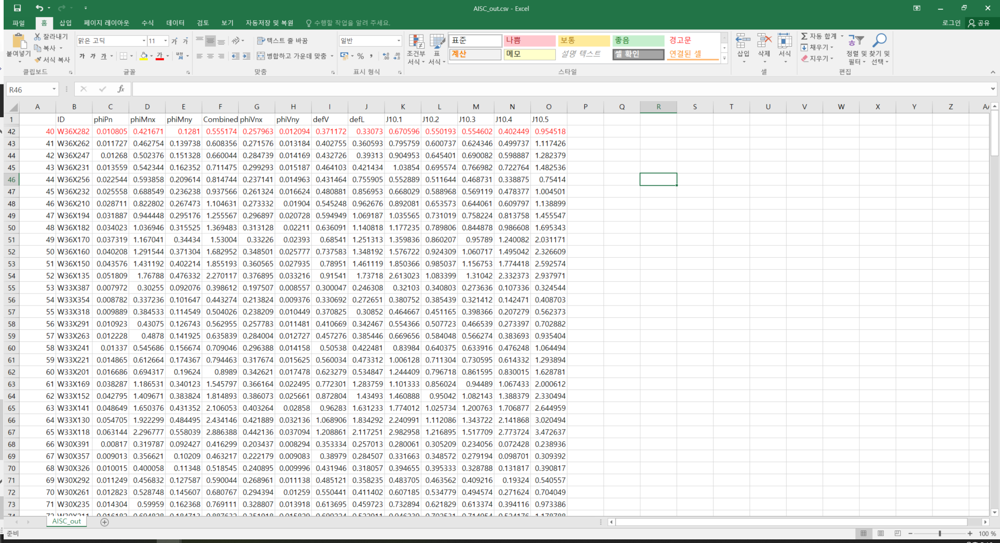 AISC_out.csv - Excel
파일 홈 삽입 페이지 레이아웃 수식 데이터 검토 보기 자동저장 및 복원 수행할 작업을 알려 주세요. 로그인 공유
붙여넣기
잘라내기
복사
서식 복사
클립보드
맑은 고딕 11
가 가
가 가 가 가 내천
글꼴
텍스트 줄 바꿈
병합하고 가운데 맞춤
맞춤
일반
%
표시 형식
조건부 서식
표 서식
표준 나쁨 보통 좋음 경고문
계산 메모 설명 텍스트 셀 확인 연결된 셀
스타일
삽입 삭제 서식
셀
자동 합계
채우기
지우기
정렬 및 필터
찾기 및 선택
편집
R46 fx
A B C D E F G H I J K L M N O P Q R S T U V W X Y Z
1 ID phiPn phiMnx phiMny Combined phiVnx phiVny defV defL J10.1 J10.2 J10.3 J10.4 J10.5
42 40 W36X282 0.010805 0.421671 0.1281 0.555174 0.257963 0.012094 0.371172 0.33073 0.670596 0.550193 0.554602 0.402449 0.954518
43 41 W36X262 0.011727 0.462754 0.139738 0.608356 0.271576 0.013184 0.402755 0.360593 0.795759 0.600737 0.624346 0.499737 1.117426
44 42 W36X247 0.01268 0.502376 0.151328 0.660044 0.284739 0.014169 0.432726 0.39313 0.904953 0.645401 0.690082 0.598887 1.282379
45 43 W36X231 0.013559 0.542344 0.162352 0.711475 0.299293 0.015187 0.464103 0.421434 1.03854 0.695574 0.766982 0.722764 1.482536
46 44 W36X256 0.022544 0.593858 0.209614 0.814744 0.237141 0.014963 0.431464 0.755905 0.552889 0.511644 0.468731 0.338875 0.75414
47 45 W36X232 0.025558 0.688549 0.236238 0.937566 0.261324 0.016624 0.480881 0.856953 0.668029 0.588968 0.569119 0.478377 1.004501
48 46 W36X210 0.028711 0.822802 0.267473 1.104631 0.273332 0.01904 0.545248 0.962676 0.892081 0.653573 0.644061 0.609797 1.138899
49 47 W36X194 0.031887 0.944448 0.295176 1.255567 0.296897 0.020728 0.594949 1.069187 1.035565 0.731019 0.758224 0.813758 1.455547
50 48 W36X182 0.034023 1.036946 0.315525 1.369483 0.313128 0.02211 0.636091 1.140818 1.177235 0.789806 0.844878 0.986608 1.695343
51 49 W36X170 0.037319 1.167041 0.34434 1.53004 0.33226 0.02393 0.68541 1.251313 1.359836 0.860207 0.95789 1.240082 2.031171
52 50 W36X160 0.040208 1.291544 0.371304 1.682952 0.348501 0.025777 0.737583 1.348192 1.576722 0.924309 1.060717 1.495042 2.326609
53 51 W36X150 0.043576 1.431192 0.402214 1.855193 0.360565 0.027935 0.78951 1.461119 1.850366 0.985037 1.156753 1.774418 2.592574
54 52 W36X135 0.051809 1.76788 0.476332 2.270117 0.376895 0.033216 0.91541 1.73718 2.613023 1.083399 1.31042 2.332373 2.937971
55 53 W33X387 0.007972 0.30255 0.092076 0.398612 0.197507 0.008557 0.300047 0.246308 0.32103 0.340803 0.273636 0.107336 0.324544
56 54 W33X354 0.008782 0.337236 0.101647 0.443274 0.213824 0.009376 0.330692 0.272651 0.380752 0.385439 0.321412 0.142471 0.408703
57 55 W33X318 0.009889 0.384533 0.114549 0.504026 0.238209 0.010449 0.370825 0.30852 0.464667 0.451165 0.398366 0.207279 0.562373
58 56 W33X291 0.010923 0.43075 0.126743 0.562955 0.257783 0.011481 0.410669 0.342467 0.554366 0.507723 0.466539 0.273397 0.702882
59 57 W33X263 0.012228 0.4878 0.141925 0.635839 0.284004 0.012727 0.457276 0.385446 0.669656 0.584048 0.566274 0.383693 0.935404
60 58 W33X241 0.01337 0.545686 0.156674 0.709046 0.296388 0.014158 0.50538 0.422481 0.83984 0.640375 0.633916 0.476248 1.064494
61 59 W33X221 0.014865 0.612664 0.174367 0.794463 0.317674 0.015625 0.560034 0.473312 1.006128 0.711304 0.730595 0.614332 1.293894
62 60 W33X201 0.016686 0.694317 0.19624 0.8989 0.342621 0.017478 0.623279 0.534847 1.244409 0.796718 0.861595 0.830015 1.628781
63 61 W33X169 0.038287 1.186531 0.340123 1.545797 0.366164 0.022495 0.772301 1.283759 1.101333 0.856024 0.94489 1.067433 2.000612
64 62 W33X152 0.042795 1.409671 0.383824 1.814893 0.386073 0.025661 0.872804 1.43493 1.460888 0.95042 1.082143 1.388379 2.330494
65 63 W33X141 0.048649 1.650376 0.431352 2.106053 0.403264 0.02858 0.96283 1.631233 1.774012 1.025734 1.200763 1.706877 2.644959
66 64 W33X130 0.054705 1.922299 0.484495 2.434146 0.421889 0.032136 1.068906 1.834292 2.240991 1.112086 1.343722 2.141868 3.020494
67 65 W33X118 0.063144 2.296777 0.558039 2.886388 0.442136 0.037094 1.208861 2.117251 2.982958 1.216895 1.517709 2.773724 3.472637
68 66 W30X391 0.00817 0.319787 0.092427 0.416299 0.203437 0.008294 0.353334 0.257013 0.280061 0.305209 0.234056 0.072428 0.238936
69 67 W30X357 0.009013 0.356621 0.10209 0.463217 0.222179 0.009083 0.38979 0.284507 0.331663 0.348572 0.279194 0.098701 0.309392
70 68 W30X326 0.010015 0.400058 0.11348 0.518545 0.240895 0.009996 0.431946 0.318057 0.394655 0.395333 0.328788 0.131817 0.390817
71 69 W30X292 0.011249 0.456832 0.127587 0.590044 0.268961 0.011138 0.485121 0.358235 0.483705 0.463562 0.409216 0.19324 0.540557
72 70 W30X261 0.012823 0.528748 0.145607 0.680767 0.294394 0.01259 0.550441 0.411402 0.607185 0.534779 0.494574 0.271624 0.704049
73 71 W30X235 0.014304 0.59959 0.162368 0.769111 0.328807 0.013918 0.613695 0.459723 0.732894 0.621829 0.613374 0.394116 0.973386
AISC_out
준비 100 %